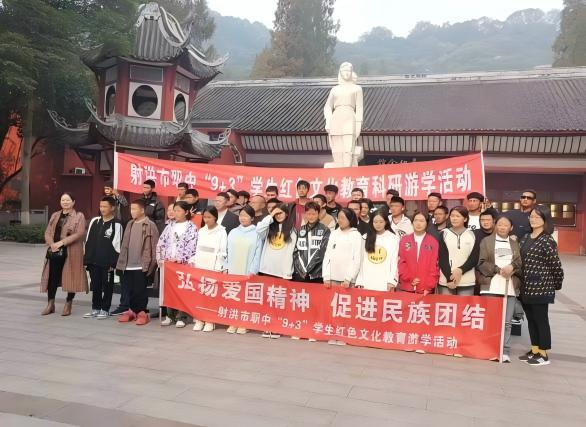 射洪市职中“9+3”学生红色文化教育科研游学活动
弘扬爱国精神 促进民族团结
——射洪市职中“9+3”学生红色文化教育游学活动